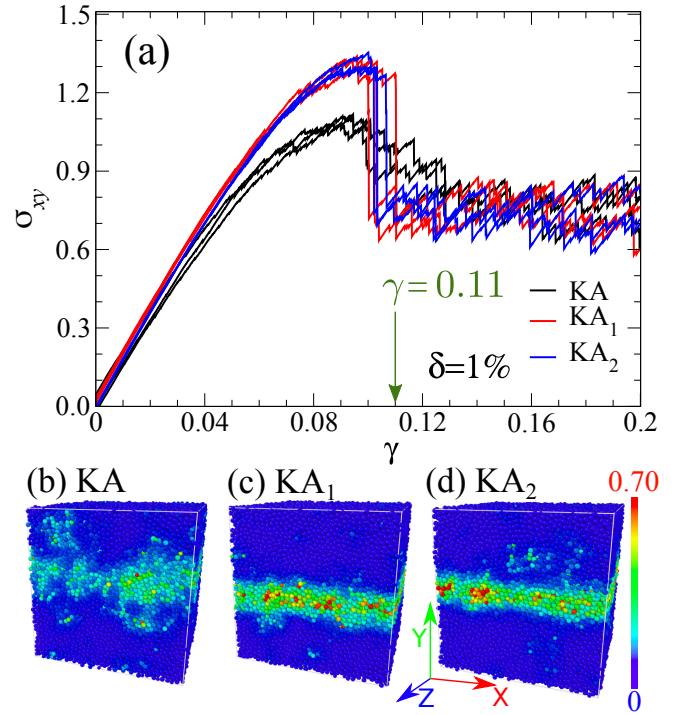 (a)
1.5
1.2
0.9
0.6
0.3
0.0
σxy
γ = 0.11
δ=1%
KA
KA1
KA2
0 0.04 0.08 0.12 0.16 0.2
γ
(b) KA (c) KA1 (d) KA2 0.70
Y
Z X 0